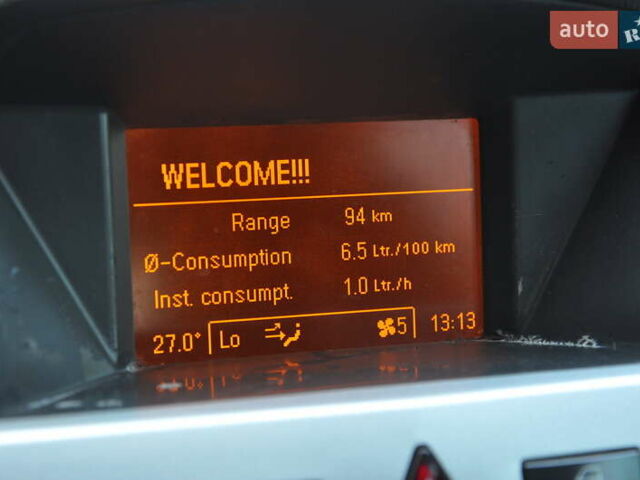 auto
R
WELCOME!!!
Range 94 km
Ø-Consumption 6.5 Ltr./100 km
Inst. consumpt. 1.0 Ltr./h
27.0° Lo 5 13:13